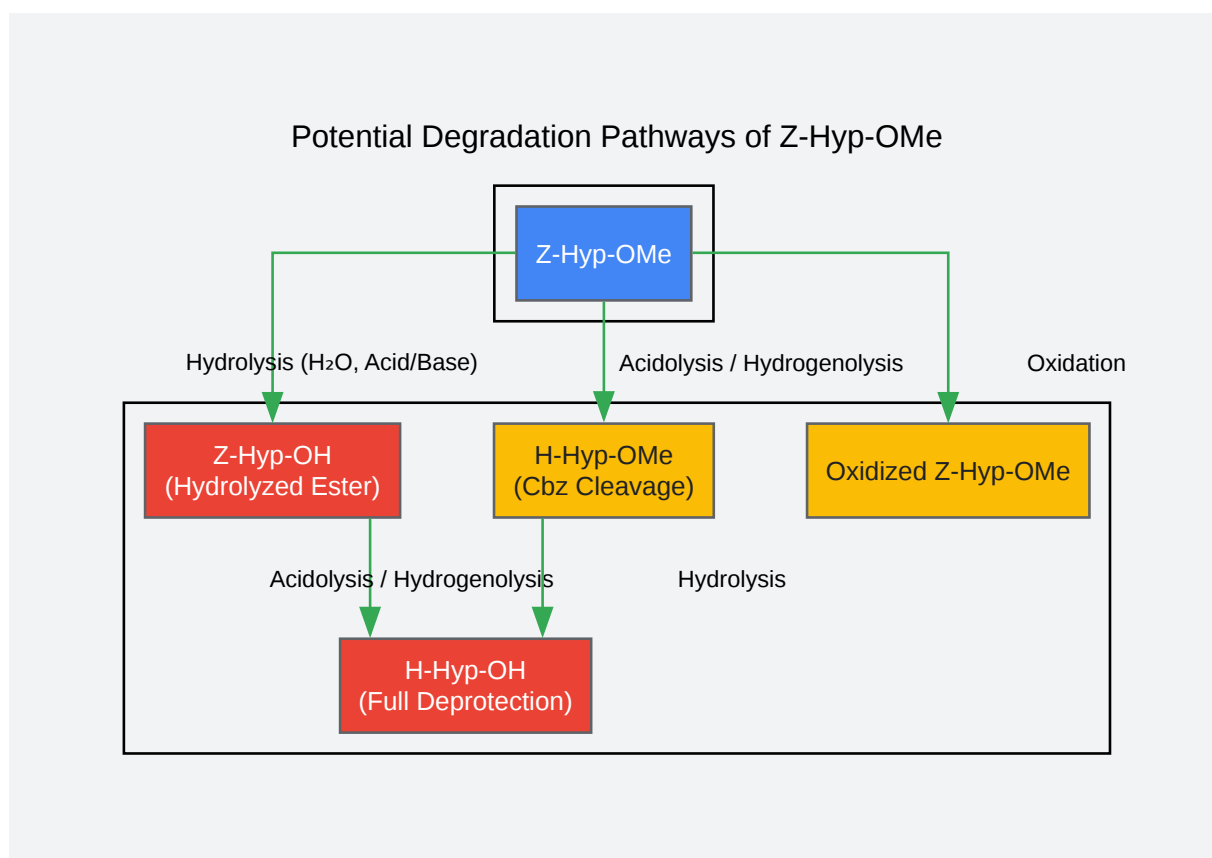 Potential Degradation Pathways of Z-Hyp-OMe
Z-Hyp-OMe
Hydrolysis (H₂O, Acid/Base)
Acidolysis / Hydrogenolysis
Oxidation
Z-Hyp-OH
(Hydrolyzed Ester)
H-Hyp-OMe
(Cbz Cleavage)
Oxidized Z-Hyp-OMe
Acidolysis / Hydrogenolysis
Hydrolysis
H-Hyp-OH
(Full Deprotection)